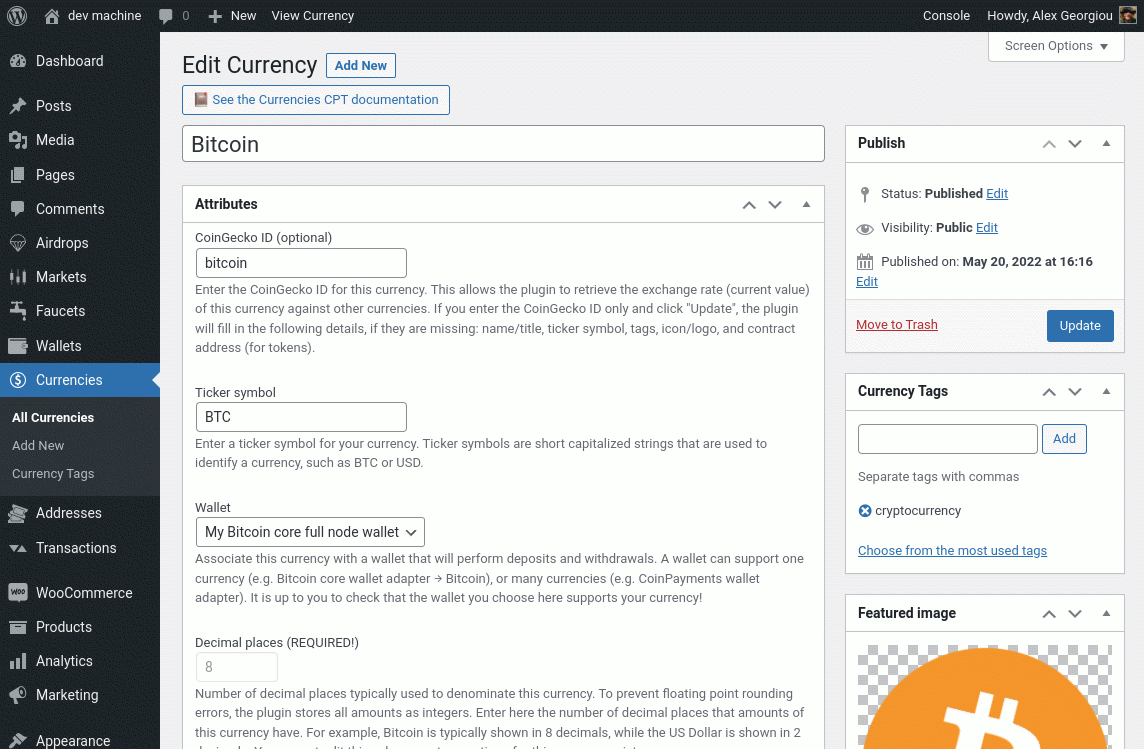 dev machine
0
New
View Currency
Console
Howdy, Alex Georgiou
Dashboard
Posts
Media
Pages
Comments
Airdrops
Markets
Faucets
Wallets
Currencies
All Currencies
Add New
Currency Tags
Addresses
Transactions
WooCommerce
Products
Analytics
Marketing
Appearance
Screen Options
Edit Currency
Add New
See the Currencies CPT documentation
Bitcoin
Attributes
CoinGecko ID (optional)
bitcoin
Enter the CoinGecko ID for this currency. This allows the plugin to retrieve the exchange rate (current value)
of this currency against other currencies. If you enter the CoinGecko ID only and click "Update", the plugin
will fill in the following details, if they are missing: name/title, ticker symbol, tags, icon/logo, and contract
address (for tokens).
Ticker symbol
BTC
Enter a ticker symbol for your currency. Ticker symbols are short capitalized strings that are used to
identify a currency, such as BTC or USD.
Wallet
My Bitcoin core full node wallet
Associate this currency with a wallet that will perform deposits and withdrawals. A wallet can support one
currency (e.g. Bitcoin core wallet adapter → Bitcoin), or many currencies (e.g. CoinPayments wallet
adapter). It is up to you to check that the wallet you choose here supports your currency!
Decimal places (REQUIRED!)
8
Number of decimal places typically used to denominate this currency. To prevent floating point rounding
errors, the plugin stores all amounts as integers. Enter here the number of decimal places that amounts of
this currency have. For example, Bitcoin is typically shown in 8 decimals, while the US Dollar is shown in 2
Publish
Status: Published Edit
Visibility: Public Edit
Published on: May 20, 2022 at 16:16
Edit
Move to Trash
Update
Currency Tags
Add
Separate tags with commas
cryptocurrency
Choose from the most used tags
Featured image